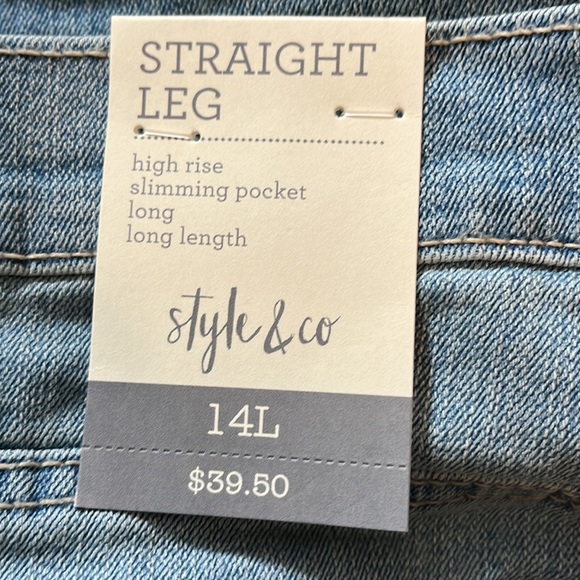 STRAIGHT
LEG
high rise
slimming pocket
long
long length
style & co
14L
$39.50